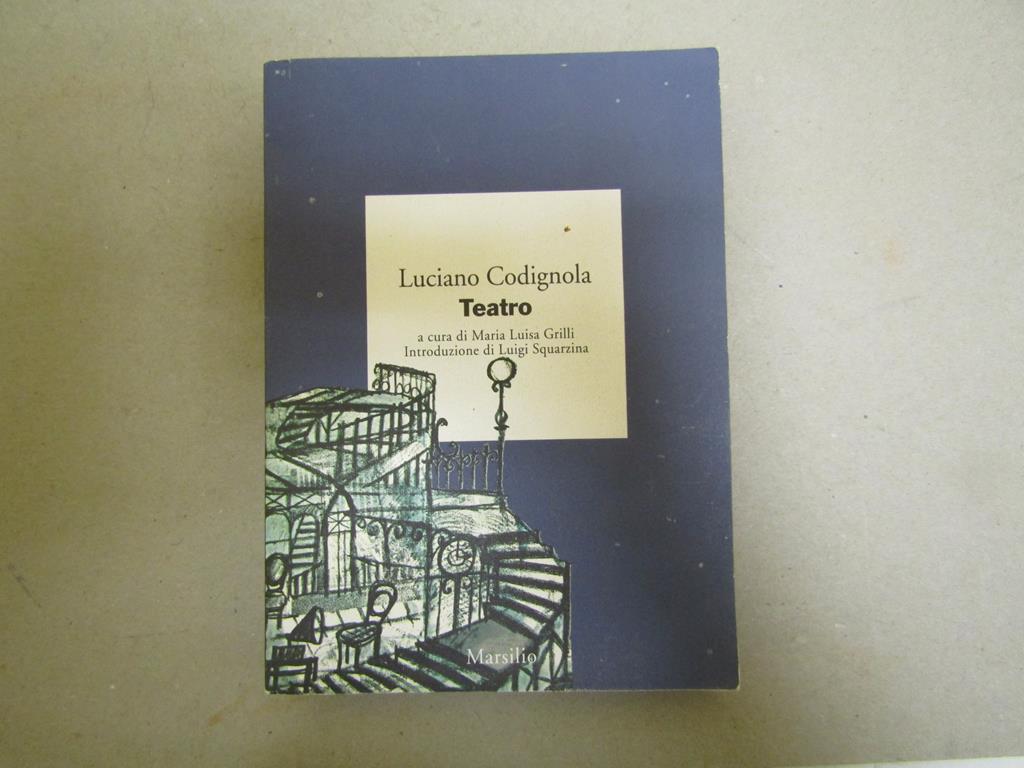 Luciano Codignola
Teatro
a cura di Maria Luisa Grilli
Introduzione di Luigi Squarzina
Marsilio